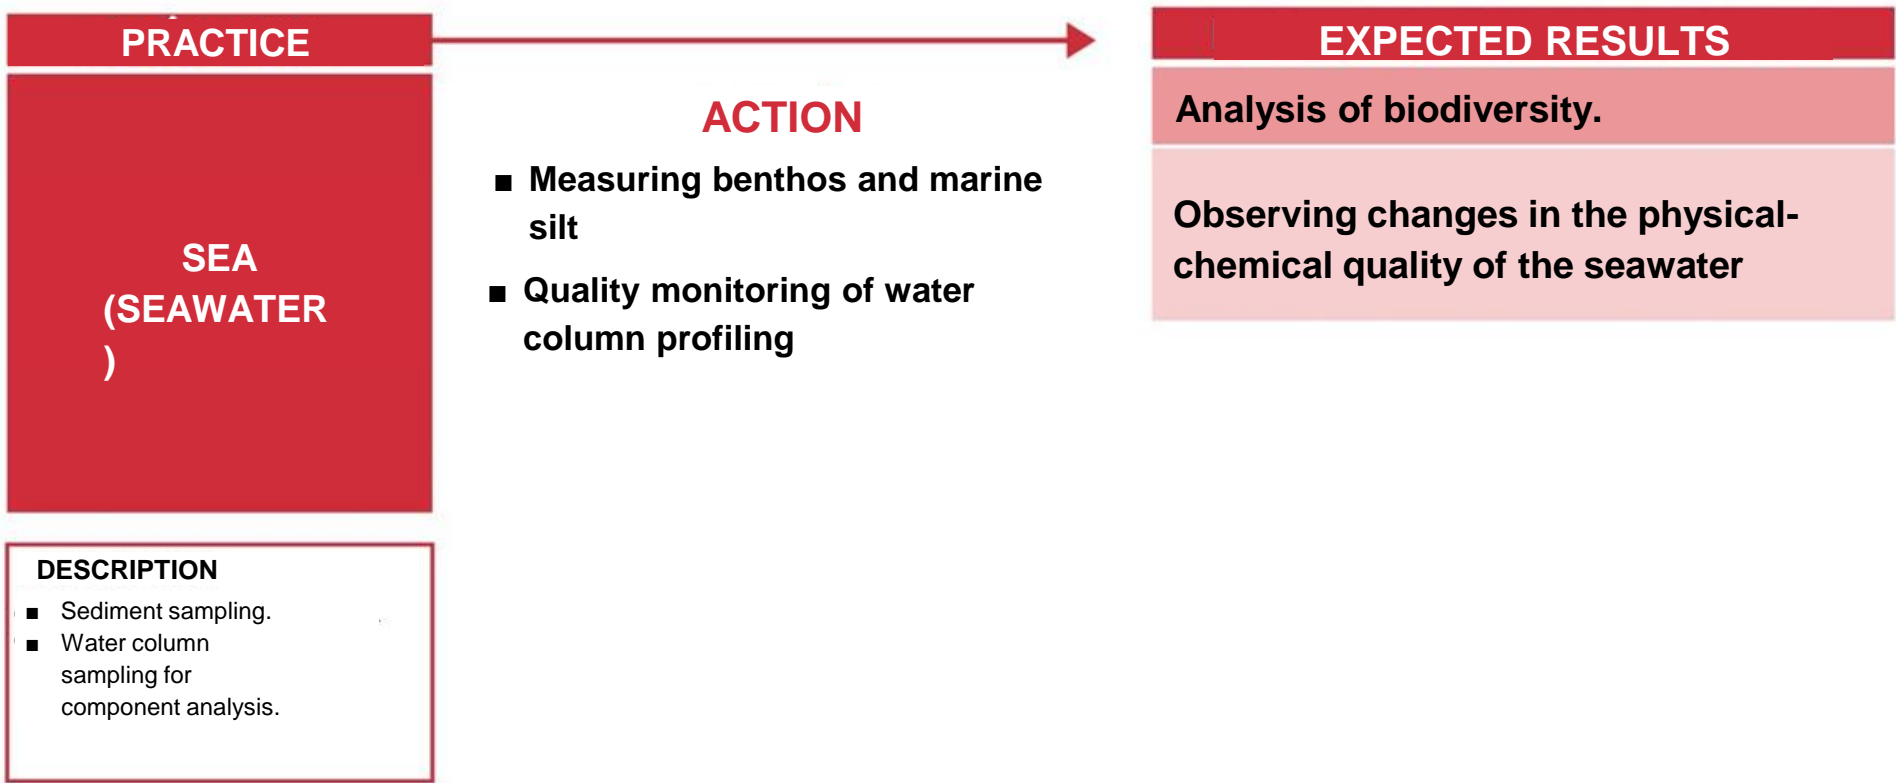 PRACTICE
SEA
(SEAWATER
)
DESCRIPTION
■ Sediment sampling.
■ Water column
sampling for
component analysis.
ACTION
■ Measuring benthos and marine
silt
■ Quality monitoring of water
column profiling
EXPECTED RESULTS
Analysis of biodiversity.
Observing changes in the physical-
chemical quality of the seawater